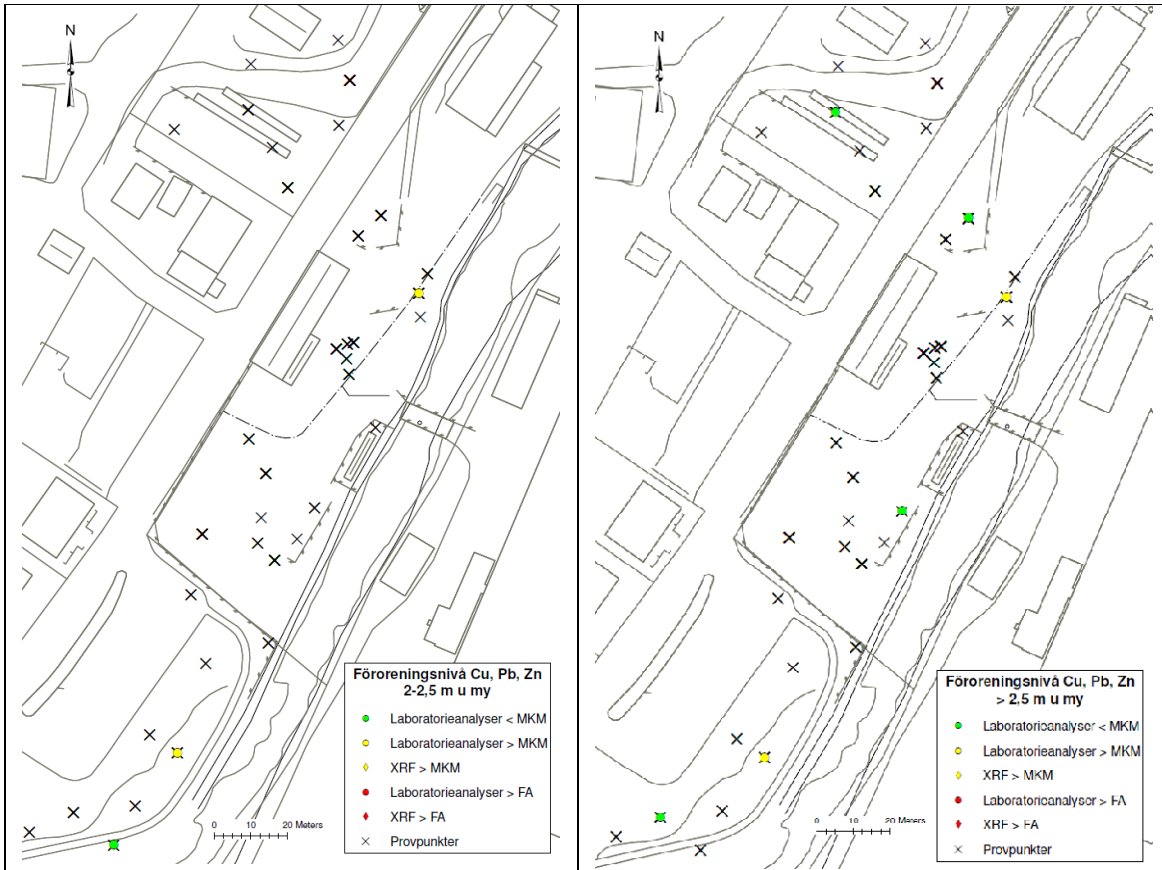 N
Föroreningsnivå Cu, Pb, Zn
2-2,5 m u my
Laboratorieanalyser < MKM
Laboratorieanalyser > MKM
XRF > MKM
Laboratorieanalyser > FA
XRF > FA
Provpunkter
0
10
20 Meters
N
Föroreningsnivå Cu, Pb, Zn
> 2,5 m u my
Laboratorieanalyser < MKM
Laboratorieanalyser > MKM
XRF > MKM
Laboratorieanalyser > FA
XRF > FA
Provpunkter
0
10
20 Meters